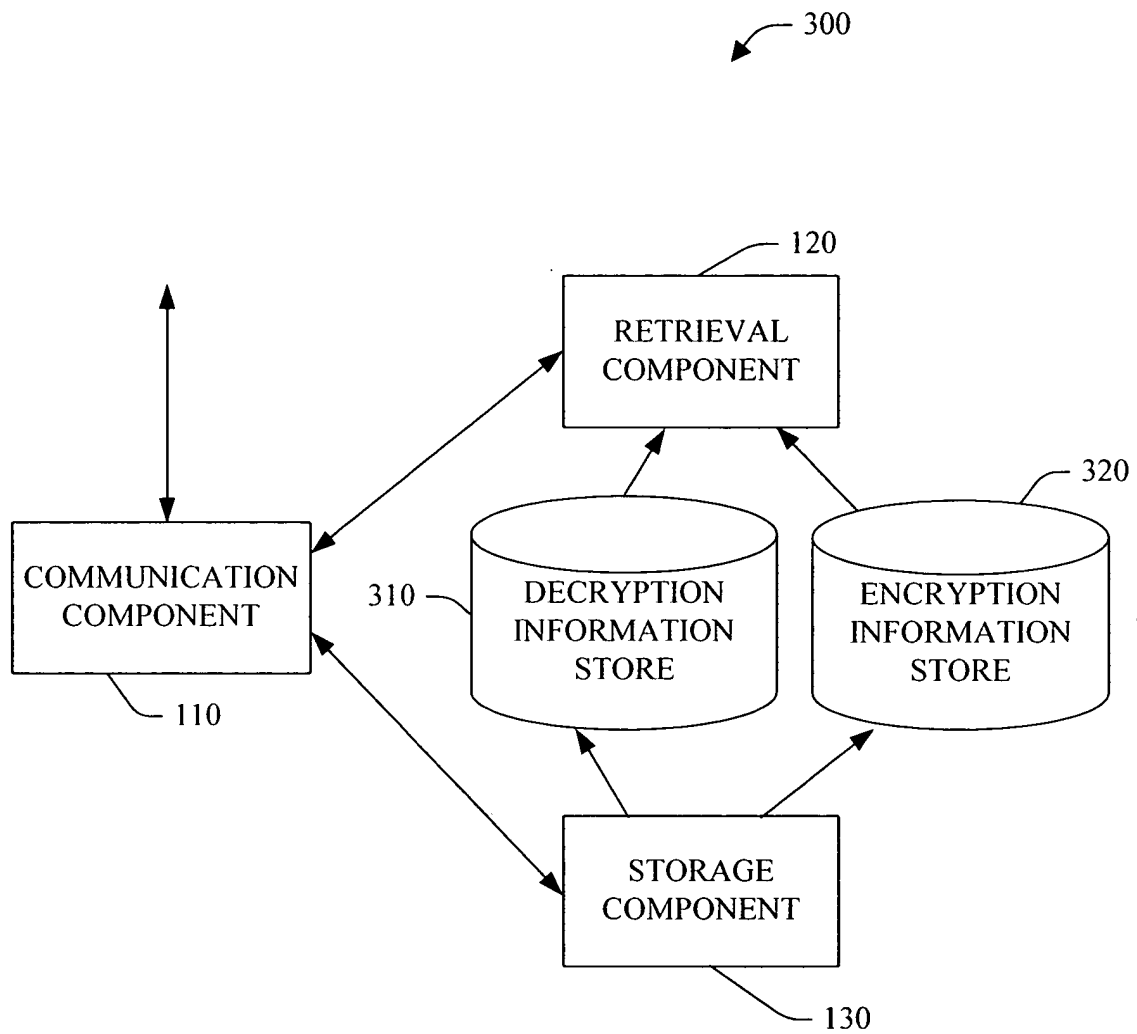 300
120
RETRIEVAL
COMPONENT
320
COMMUNICATION
COMPONENT
310
DECRYPTION
INFORMATION
STORE
ENCRYPTION
INFORMATION
STORE
110
STORAGE
COMPONENT
130